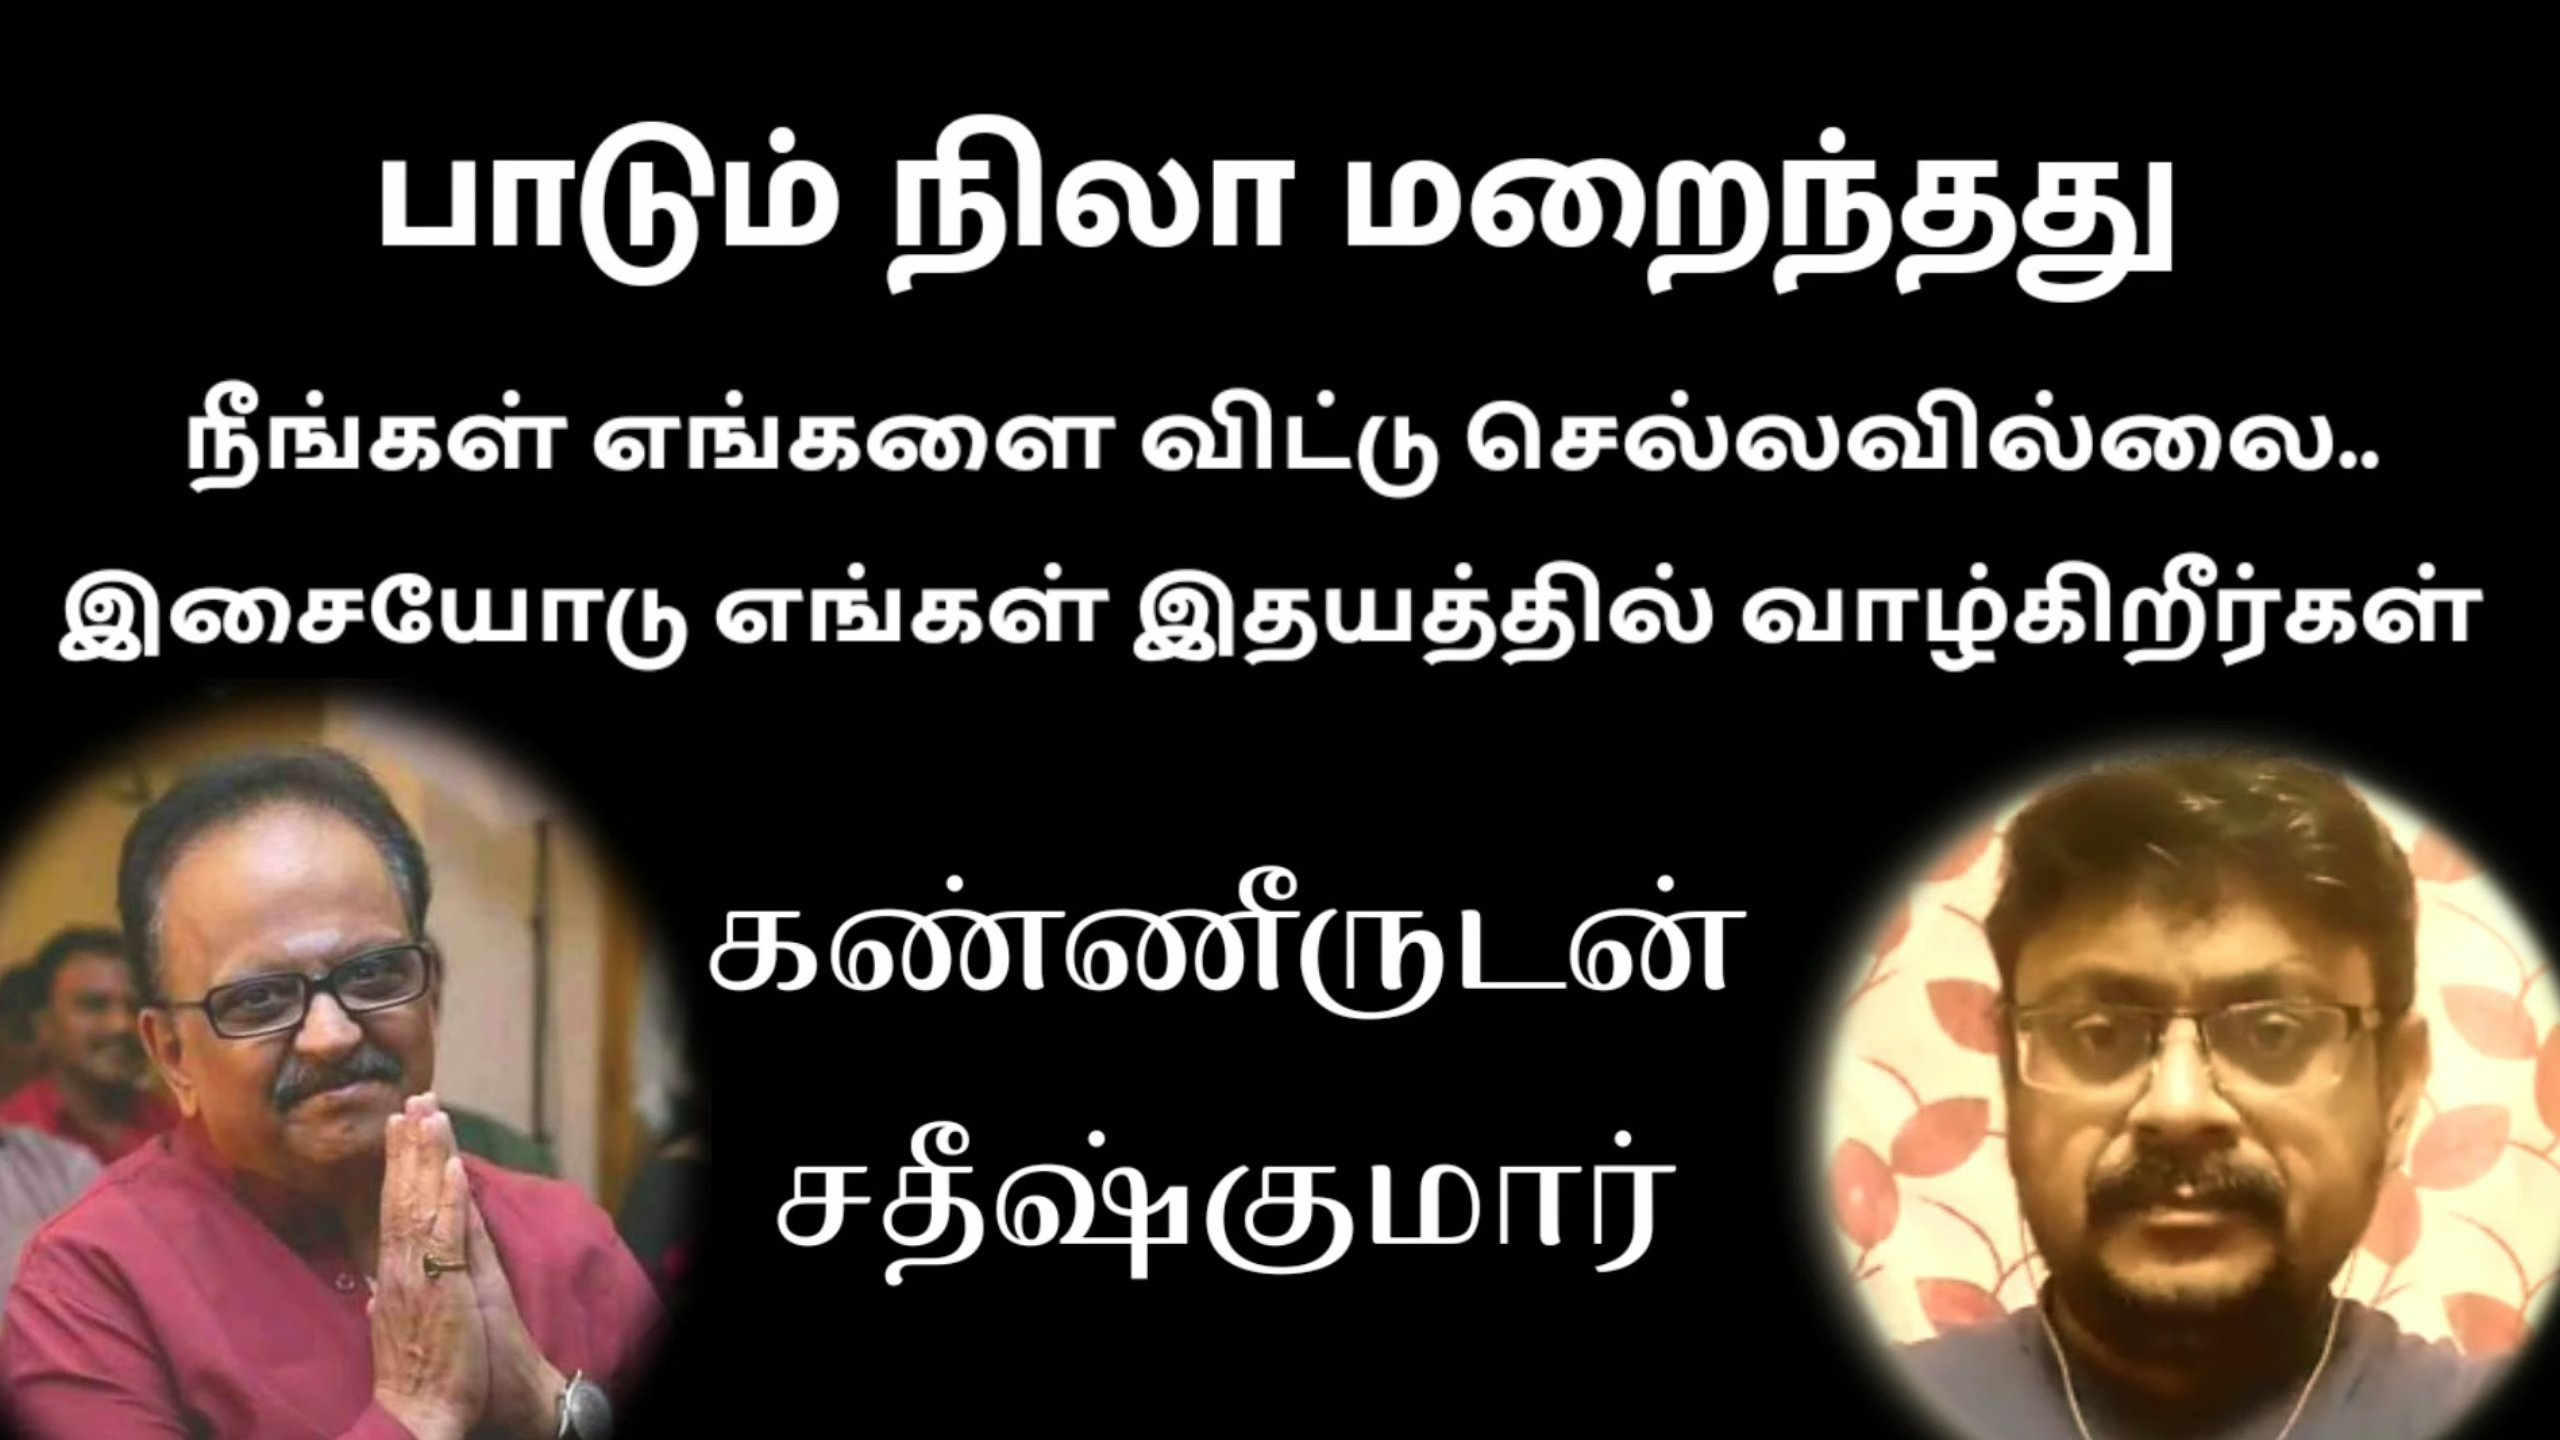 பாடும் நிலா மறைந்தது
நீங்கள் எங்களை விட்டு செல்லவில்லை..
இசையோடு எங்கள் இதயத்தில் வாழ்கிறீர்கள்
கண்ணீருடன்
சதீஷ்குமார்